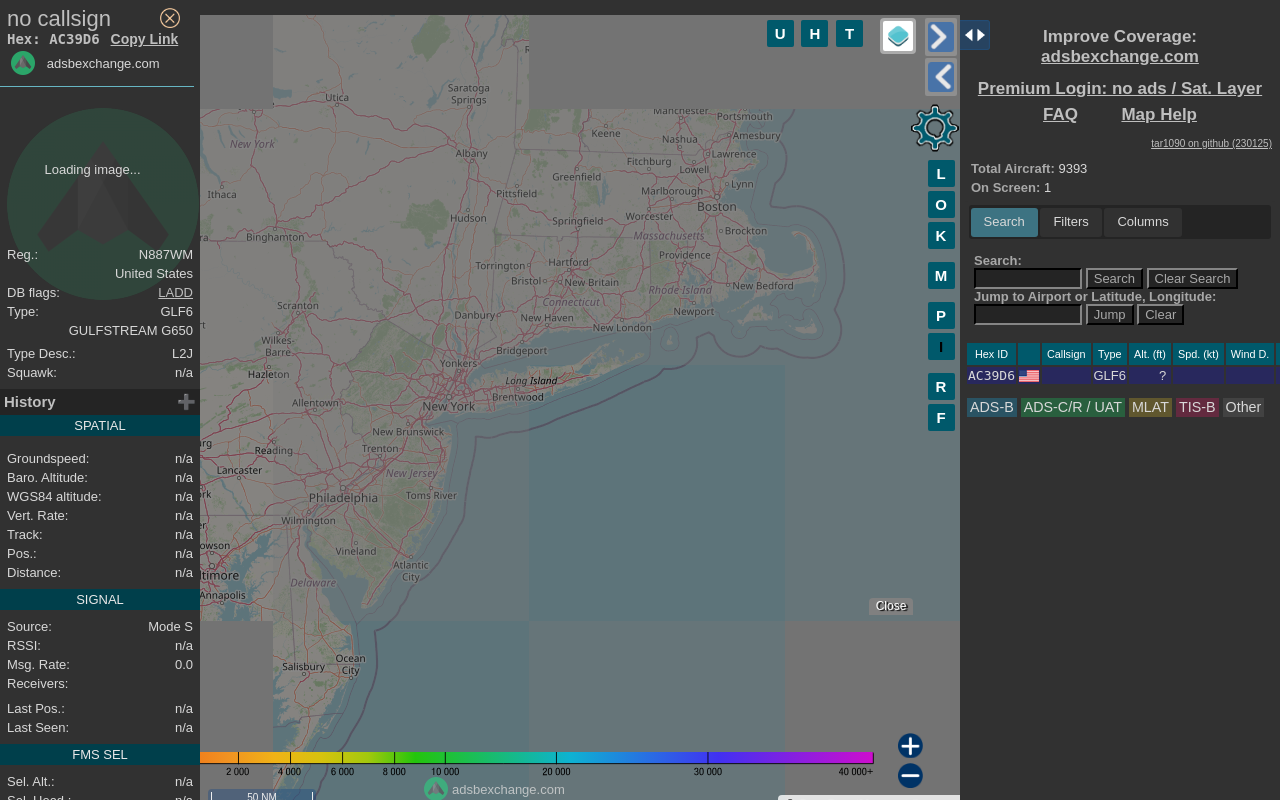 no callsign
Hex: AC39D6 Copy Link
adsbexchange.com
Loading image...
Reg.: N887WM
United States
DB flags: LADD
Type: GLF6
GULFSTREAM G650
Type Desc.: L2J
Squawk: n/a
History
SPATIAL
Groundspeed: n/a
Baro. Altitude: n/a
WGS84 altitude: n/a
Vert. Rate: n/a
Track: n/a
Pos.: n/a
Distance: n/a
SIGNAL
Source: Mode S
RSSI: n/a
Msg. Rate: 0.0
Receivers:
Last Pos.: n/a
Last Seen: n/a
FMS SEL
Sel. Alt.: n/a
Sel. Head.: n/a
U H T
L
O
K
M
P
I
R
F
Utica
Saratoga
Springs
New York
Albany
Ithaca
Binghamton
Hudson
Pittsfield
Keene
Manchester
Portsmouth
Amesbury
Nashua
Lawrence
Fitchburg
Lowell
Greenfield
Lynn
Marlborough
Boston
Worcester
Springfield
Massachusetts
Brockton
Providence
Torrington
Hartford
Bristol
New Britain
Rhode Island
New Bedford
Connecticut
Newport
Scranton
Danbury
New Haven
New London
Wilkes-
Barre
Bridgeport
Yonkers
Hazleton
Long Island
Brentwood
Allentown
New York
New Brunswick
Reading
Trenton
Lancaster
New Jersey
Philadelphia
Toms River
Wilmington
Vineland
Atlantic
City
Delaware
owson
ltimore
Annapolis
Ocean
City
Salisbury
Close
2 000 4 000 6 000 8 000 10 000 20 000 30 000 40 000+
adsbexchange.com
50 NM
Improve Coverage:
adsbexchange.com
Premium Login: no ads / Sat. Layer
FAQ Map Help
tar1090 on github (230125)
Total Aircraft: 9393
On Screen: 1
Search Filters Columns
Search:
Search Clear Search
Jump to Airport or Latitude, Longitude:
Jump Clear
Hex ID Callsign Type Alt. (ft) Spd. (kt) Wind D.
AC39D6 GLF6 ?
ADS-B ADS-C/R / UAT MLAT TIS-B Other